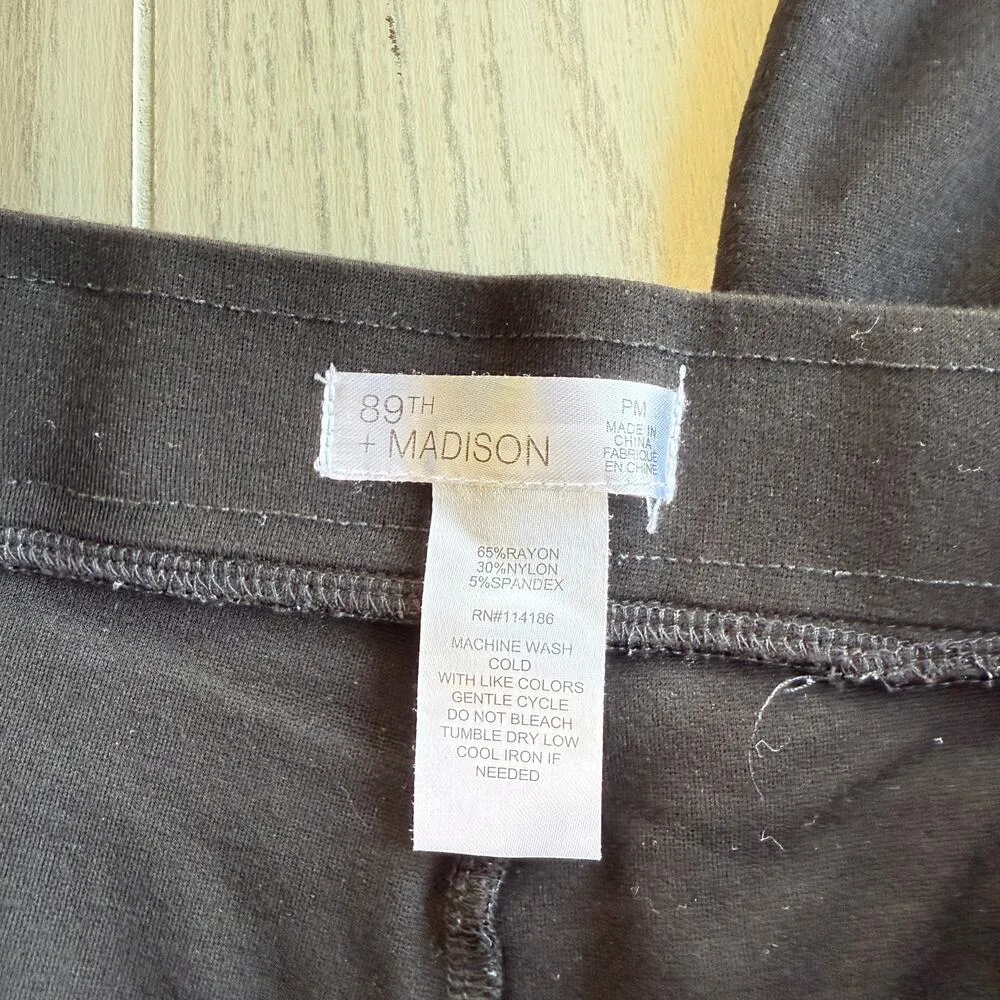 89TH
+ MADISON
PM
MADE IN
CHINA
FABRIQUE
EN CHINE
65%RAYON
30%NYLON
5%SPANDEX
RN#114186
MACHINE WASH
COLD
WITH LIKE COLORS
GENTLE CYCLE
DO NOT BLEACH
TUMBLE DRY LOW
COOL IRON IF
NEEDED